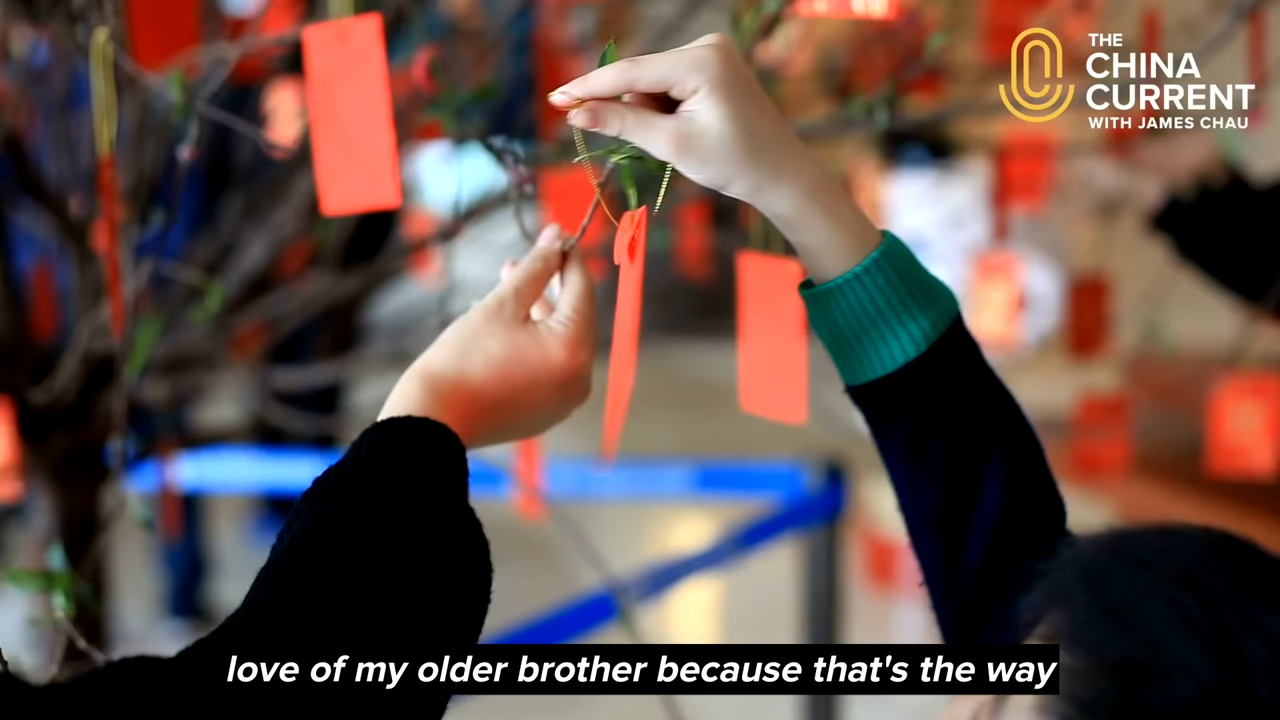 THE
CHINA
CURRENT
WITH JAMES CHAU
love of my older brother because that's the way